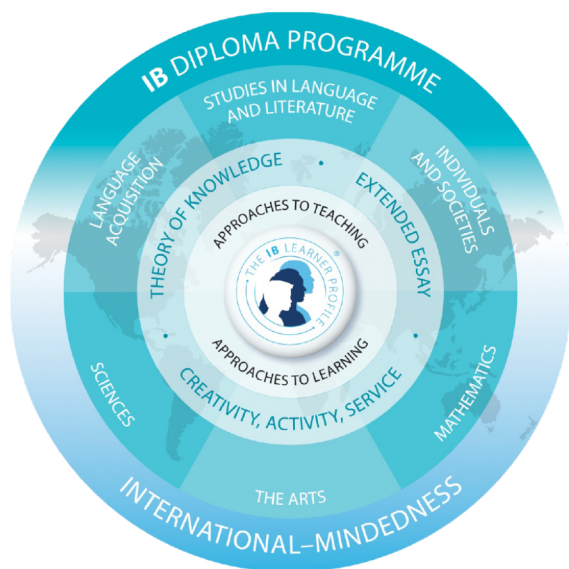 IB DIPLOMA PROGRAMME
STUDIES IN LANGUAGE
AND LITERATURE
LANGUAGE
ACQUISITION
INDIVIDUALS
AND SOCIETIES
THEORY OF KNOWLEDGE
EXTENDED ESSAY
APPROACHES TO TEACHING
THE IB LEARNER PROFILE
®
APPROACHES TO LEARNING
CREATIVITY, ACTIVITY, SERVICE
SCIENCES
MATHEMATICS
THE ARTS
INTERNATIONAL–MINDEDNESS